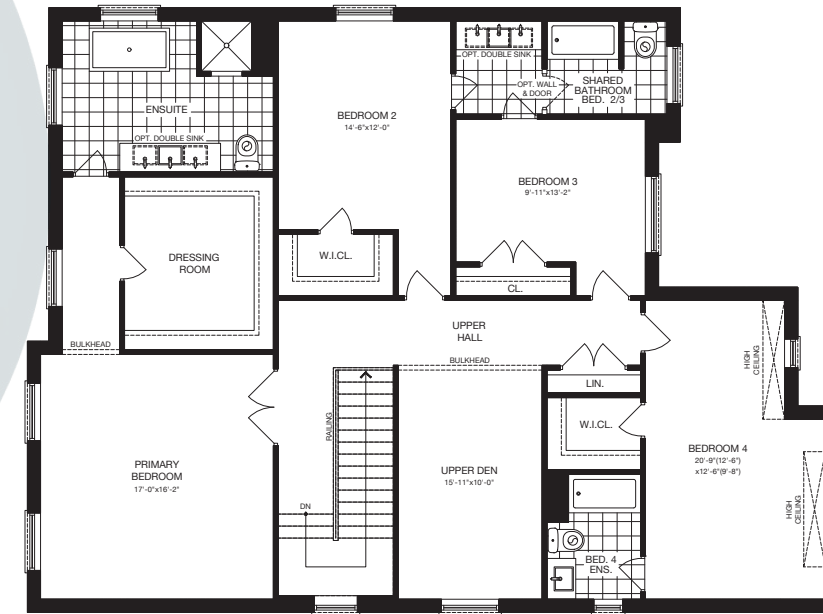 OPT. DOUBLE SINK
OPT. WALL
& DOOR
SHARED
BATHROOM
BED. 2/3
ENSUITE
OPT. DOUBLE SINK
BEDROOM 2
14'-6"x12'-0"
BEDROOM 3
9'-11"x13'-2"
DRESSING
ROOM
W.I.CL.
CL.
UPPER
HALL
BULKHEAD
BULKHEAD
LIN.
HIGH
CEILING
RAILING
W.I.CL.
PRIMARY
BEDROOM
17'-0"x16'-2"
UPPER DEN
15'-11"x10'-0"
BEDROOM 4
20'-9"(12'-6")
x12'-6"(9'-8")
HIGH
CEILING
DN
BED. 4
ENS.